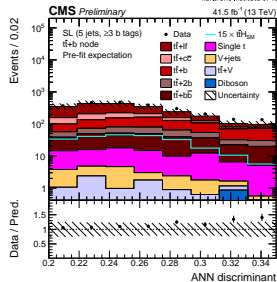 CMS Preliminary 41.5 fb⁻¹ (13 TeV)
Events / 0.02
10⁵
10⁴
10³
10²
10
1
SL (5 jets, ≥3 b tags)
tt̄+b node
Pre-fit expectation
Data
15 × tt̄H_SM
tt̄+lf
Single t
tt̄+cc̄
V+jets
tt̄+b
tt̄+V
tt̄+2b
Diboson
tt̄+bb̄
Uncertainty
Data / Pred.
1.5
1
0.5
0.2 0.22 0.24 0.26 0.28 0.3 0.32 0.34
ANN discriminant